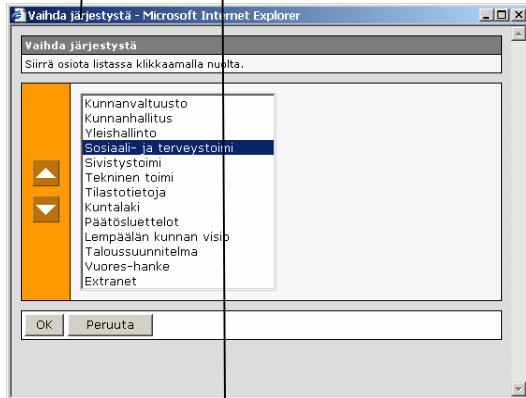 Vaihda järjestystä - Microsoft Internet Explorer
Vaihda järjestystä
Siirrä osiota listassa klikkaamalla nuolta.
Kunnanvaltuusto
Kunnanhallitus
Yleishallinto
Sosiaali- ja terveystoimi
Sivistystoimi
Tekninen toimi
Tilastotietoja
Kuntalaki
Päätösluettelot
Lempäälän kunnan visio
Taloussuunnitelma
Vuores-hanke
Extranet
OK Peruuta